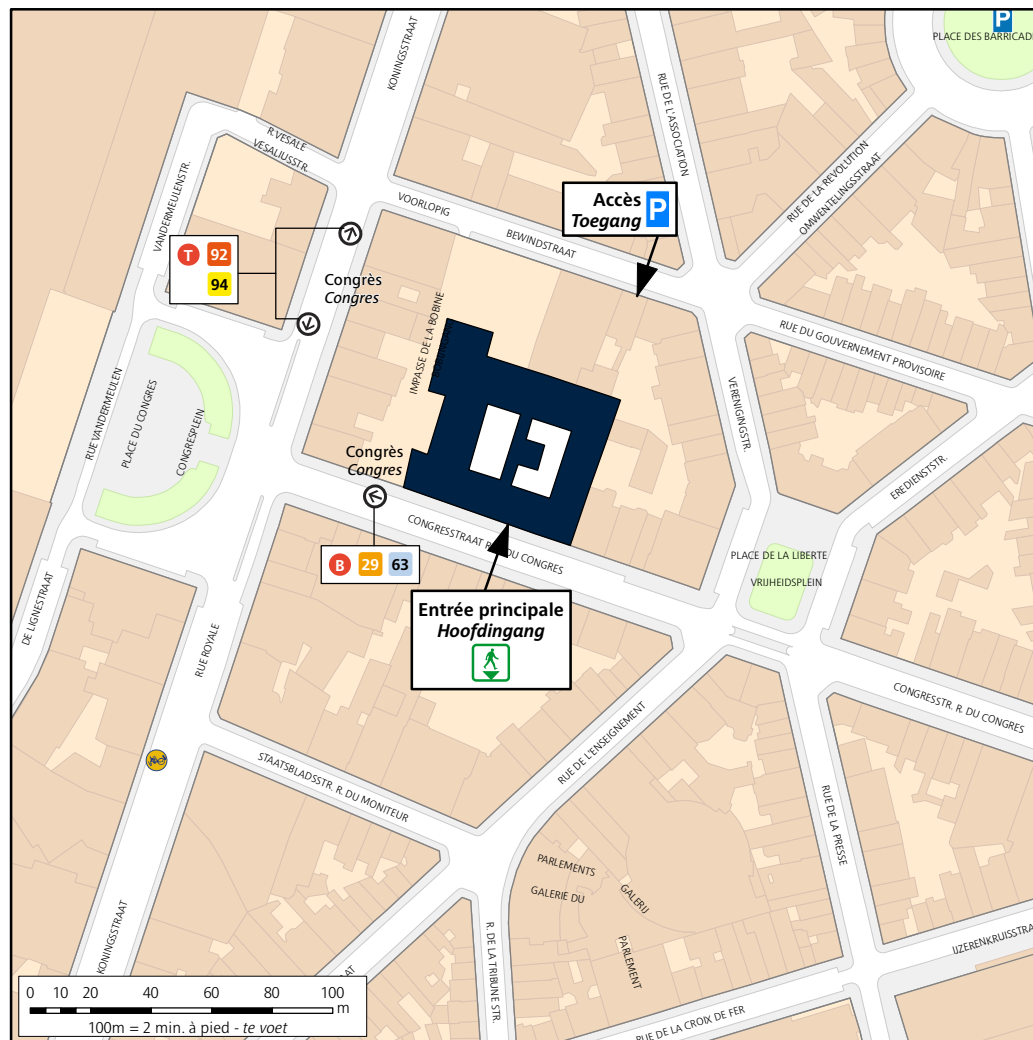 P
PLACE DES BARRICAD
KONINGSSTRAAT
RUE DE L'ASSOCIATION
R.VESALE
VESALIUSSTR.
VANDERMEULENSTR.
RUE DE LA REVOLUTION
OMWENTELINGSSTRAAT
VOORLOPIG
BEWINDSTRAAT
Accès
Toegang P
T 92
94
Congrès
Congres
IMPASSE DE LA BOBINE
RUE DU GOUVERNEMENT PROVISOIRE
VERENIGINGSTR.
RUE VANDERMEULEN
PLACE DU CONGRES
CONGRESPLEIN
Congrès
Congres
EREDIENSTSTR.
CONGRESSTRAAT R. DU CONGRES
B 29 63
PLACE DE LA LIBERTE
VRIJHEIDSPLEIN
DE LIGNESTRAAT
RUE ROYALE
Entrée principale
Hoofdingang
CONGRESSTR. R. DU CONGRES
RUE DE L'ENSEIGNEMENT
STAATSBLADSSTR. R. DU MONITEUR
RUE DE LA PRESSE
PARLEMENTS
GALERIE DU
GALERIJ
PARLEMENT
KONINGSSTRAAT
R. DE LA TRIBUNE STR.
IJZERENKRUISSTRA
RUE DE LA CROIX DE FER
0 10 20 40 60 80 100
m
100m = 2 min. à pied - te voet